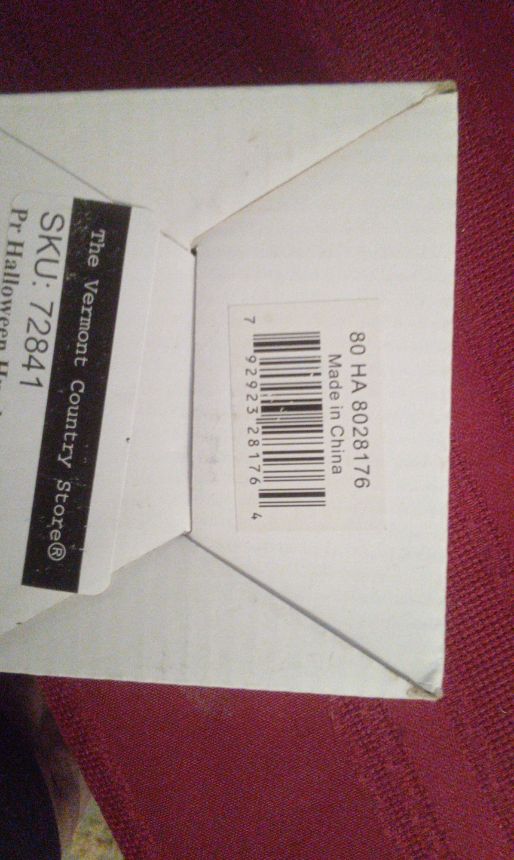 80 HA 8028176
Made in China
7 92923 28176 4
The Vermont Country Store®
SKU: 72841
Pr Halloween